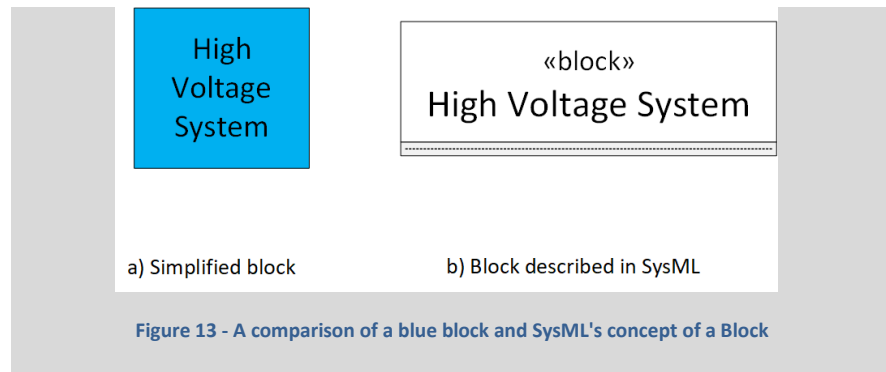 High
Voltage
System
«block»
High Voltage System
a) Simplified block
b) Block described in SysML
Figure 13 - A comparison of a blue block and SysML's concept of a Block